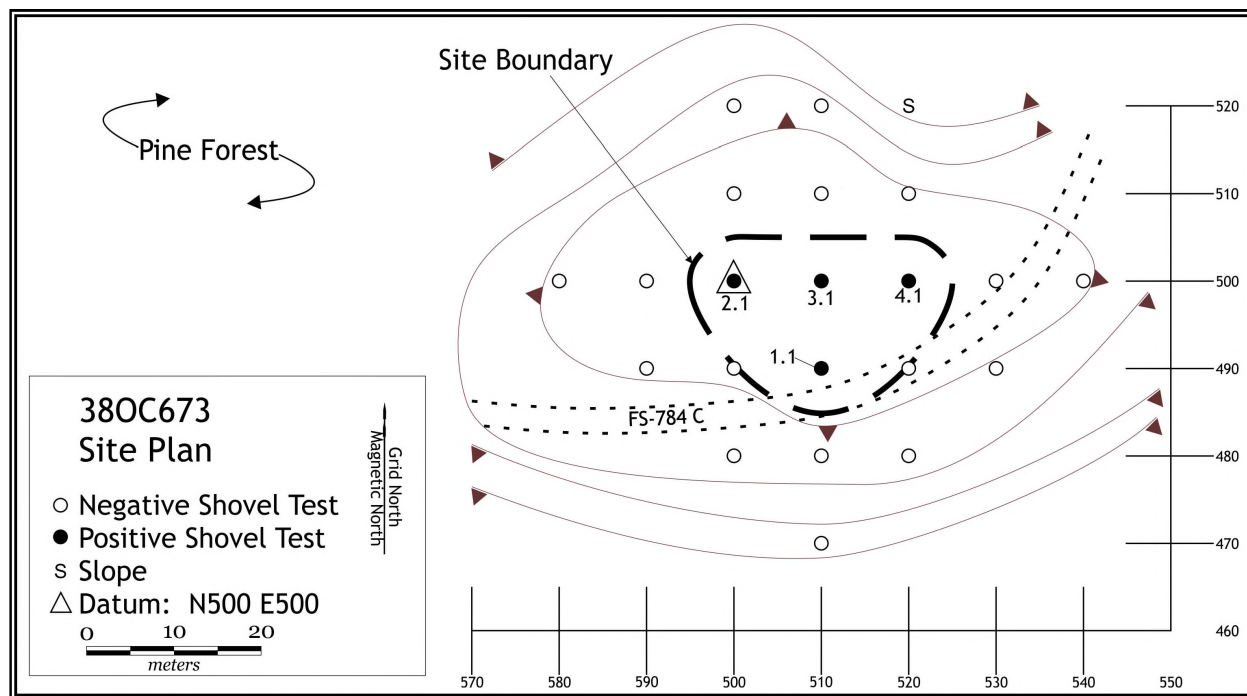 Site Boundary
Pine Forest
S
2.1
3.1
4.1
1.1
FS-784 C
520
510
500
490
480
470
460
570
580
590
500
510
520
530
540
550
38OC673
Site Plan
Grid North
Magnetic North
Negative Shovel Test
Positive Shovel Test
S Slope
Datum: N500 E500
0 10 20
meters